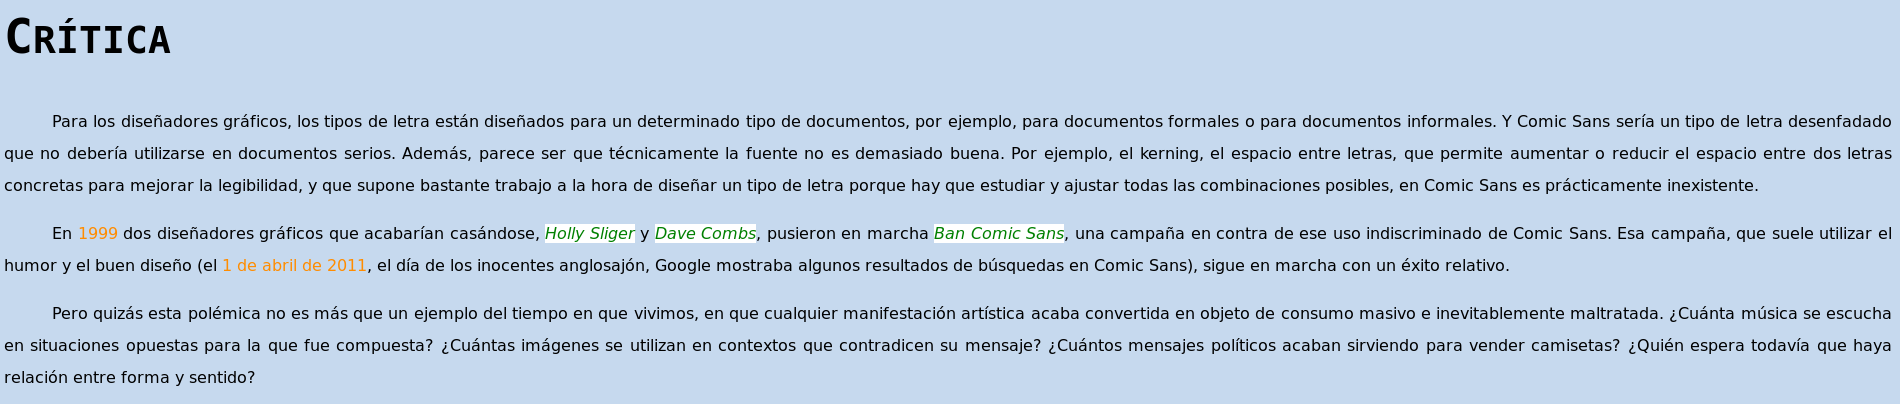 CRÍTICA
Para los diseñadores gráficos, los tipos de letra están diseñados para un determinado tipo de documentos, por ejemplo, para documentos formales o para documentos informales. Y Comic Sans sería un tipo de letra desenfadado
que no debería utilizarse en documentos serios. Además, parece ser que técnicamente la fuente no es demasiado buena. Por ejemplo, el kerning, el espacio entre letras, que permite aumentar o reducir el espacio entre dos letras
concretas para mejorar la legibilidad, y que supone bastante trabajo a la hora de diseñar un tipo de letra porque hay que estudiar y ajustar todas las combinaciones posibles, en Comic Sans es prácticamente inexistente.
En 1999 dos diseñadores gráficos que acabarían casándose, Holly Sliger y Dave Combs, pusieron en marcha Ban Comic Sans, una campaña en contra de ese uso indiscriminado de Comic Sans. Esa campaña, que suele utilizar el
humor y el buen diseño (el 1 de abril de 2011, el día de los inocentes anglosajón, Google mostraba algunos resultados de búsquedas en Comic Sans), sigue en marcha con un éxito relativo.
Pero quizás esta polémica no es más que un ejemplo del tiempo en que vivimos, en que cualquier manifestación artística acaba convertida en objeto de consumo masivo e inevitablemente maltratada. ¿Cuánta música se escucha
en situaciones opuestas para la que fue compuesta? ¿Cuántas imágenes se utilizan en contextos que contradicen su mensaje? ¿Cuántos mensajes políticos acaban sirviendo para vender camisetas? ¿Quién espera todavía que haya
relación entre forma y sentido?